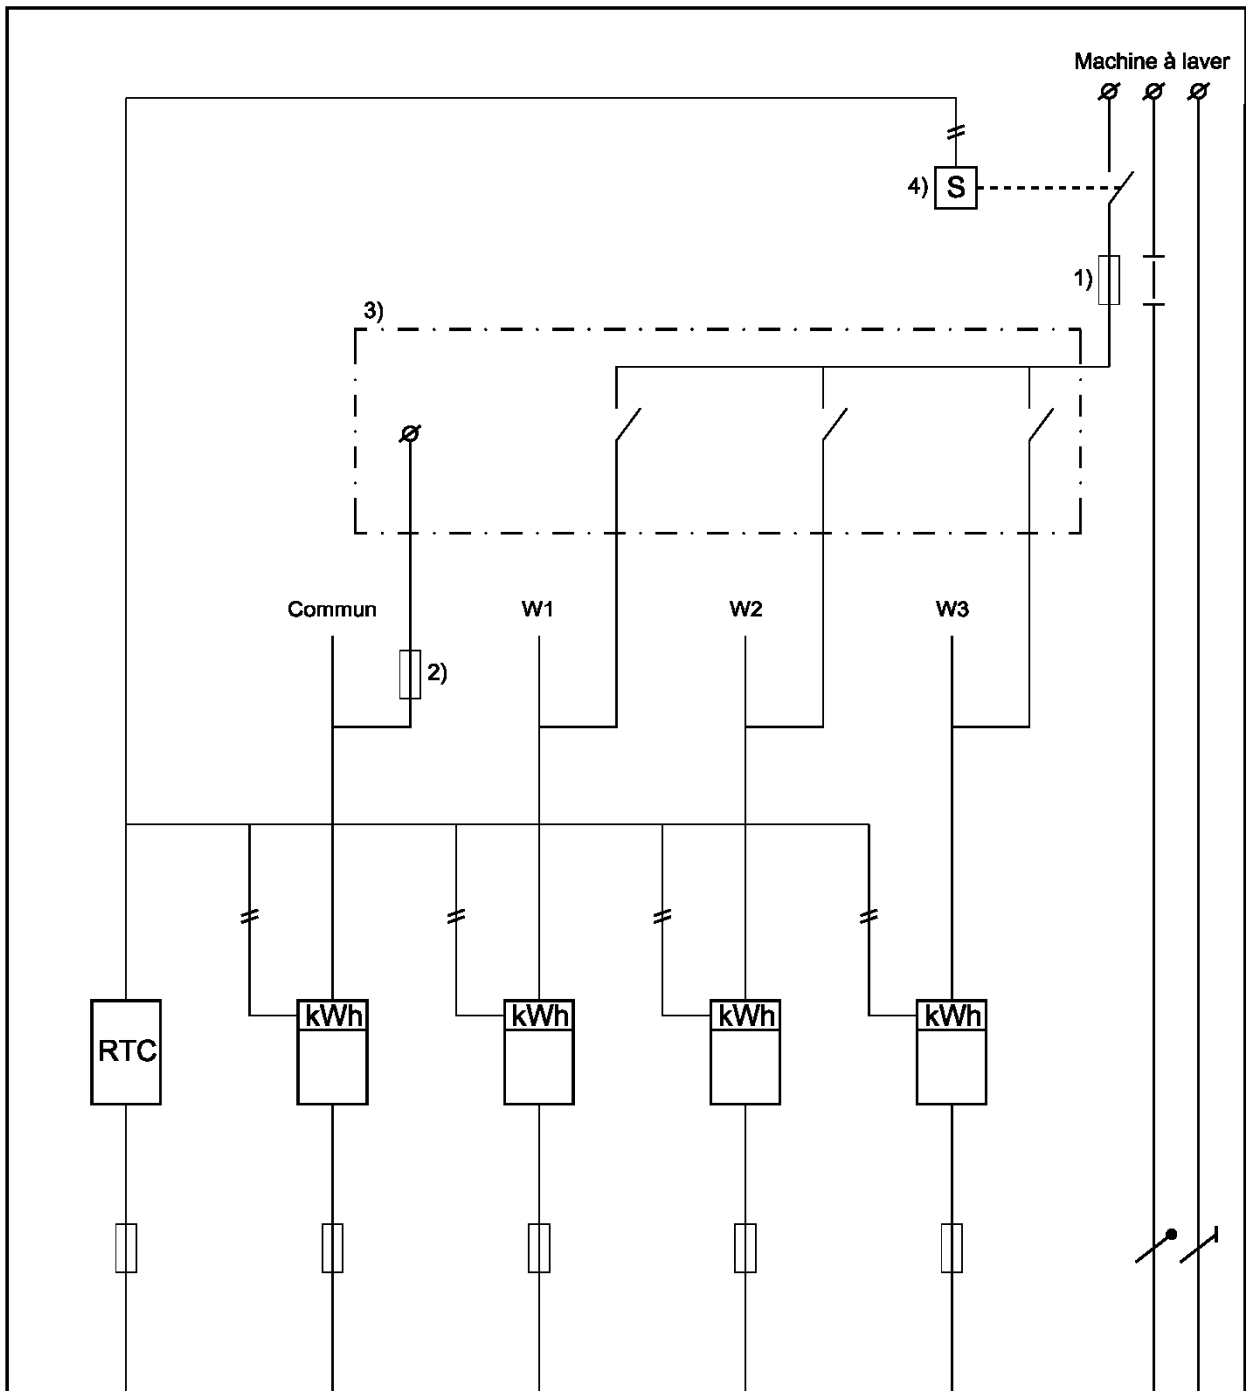 Machine à laver
4) S
1)
3)
Commun W1 W2 W3
2)
kWh kWh kWh kWh
RTC